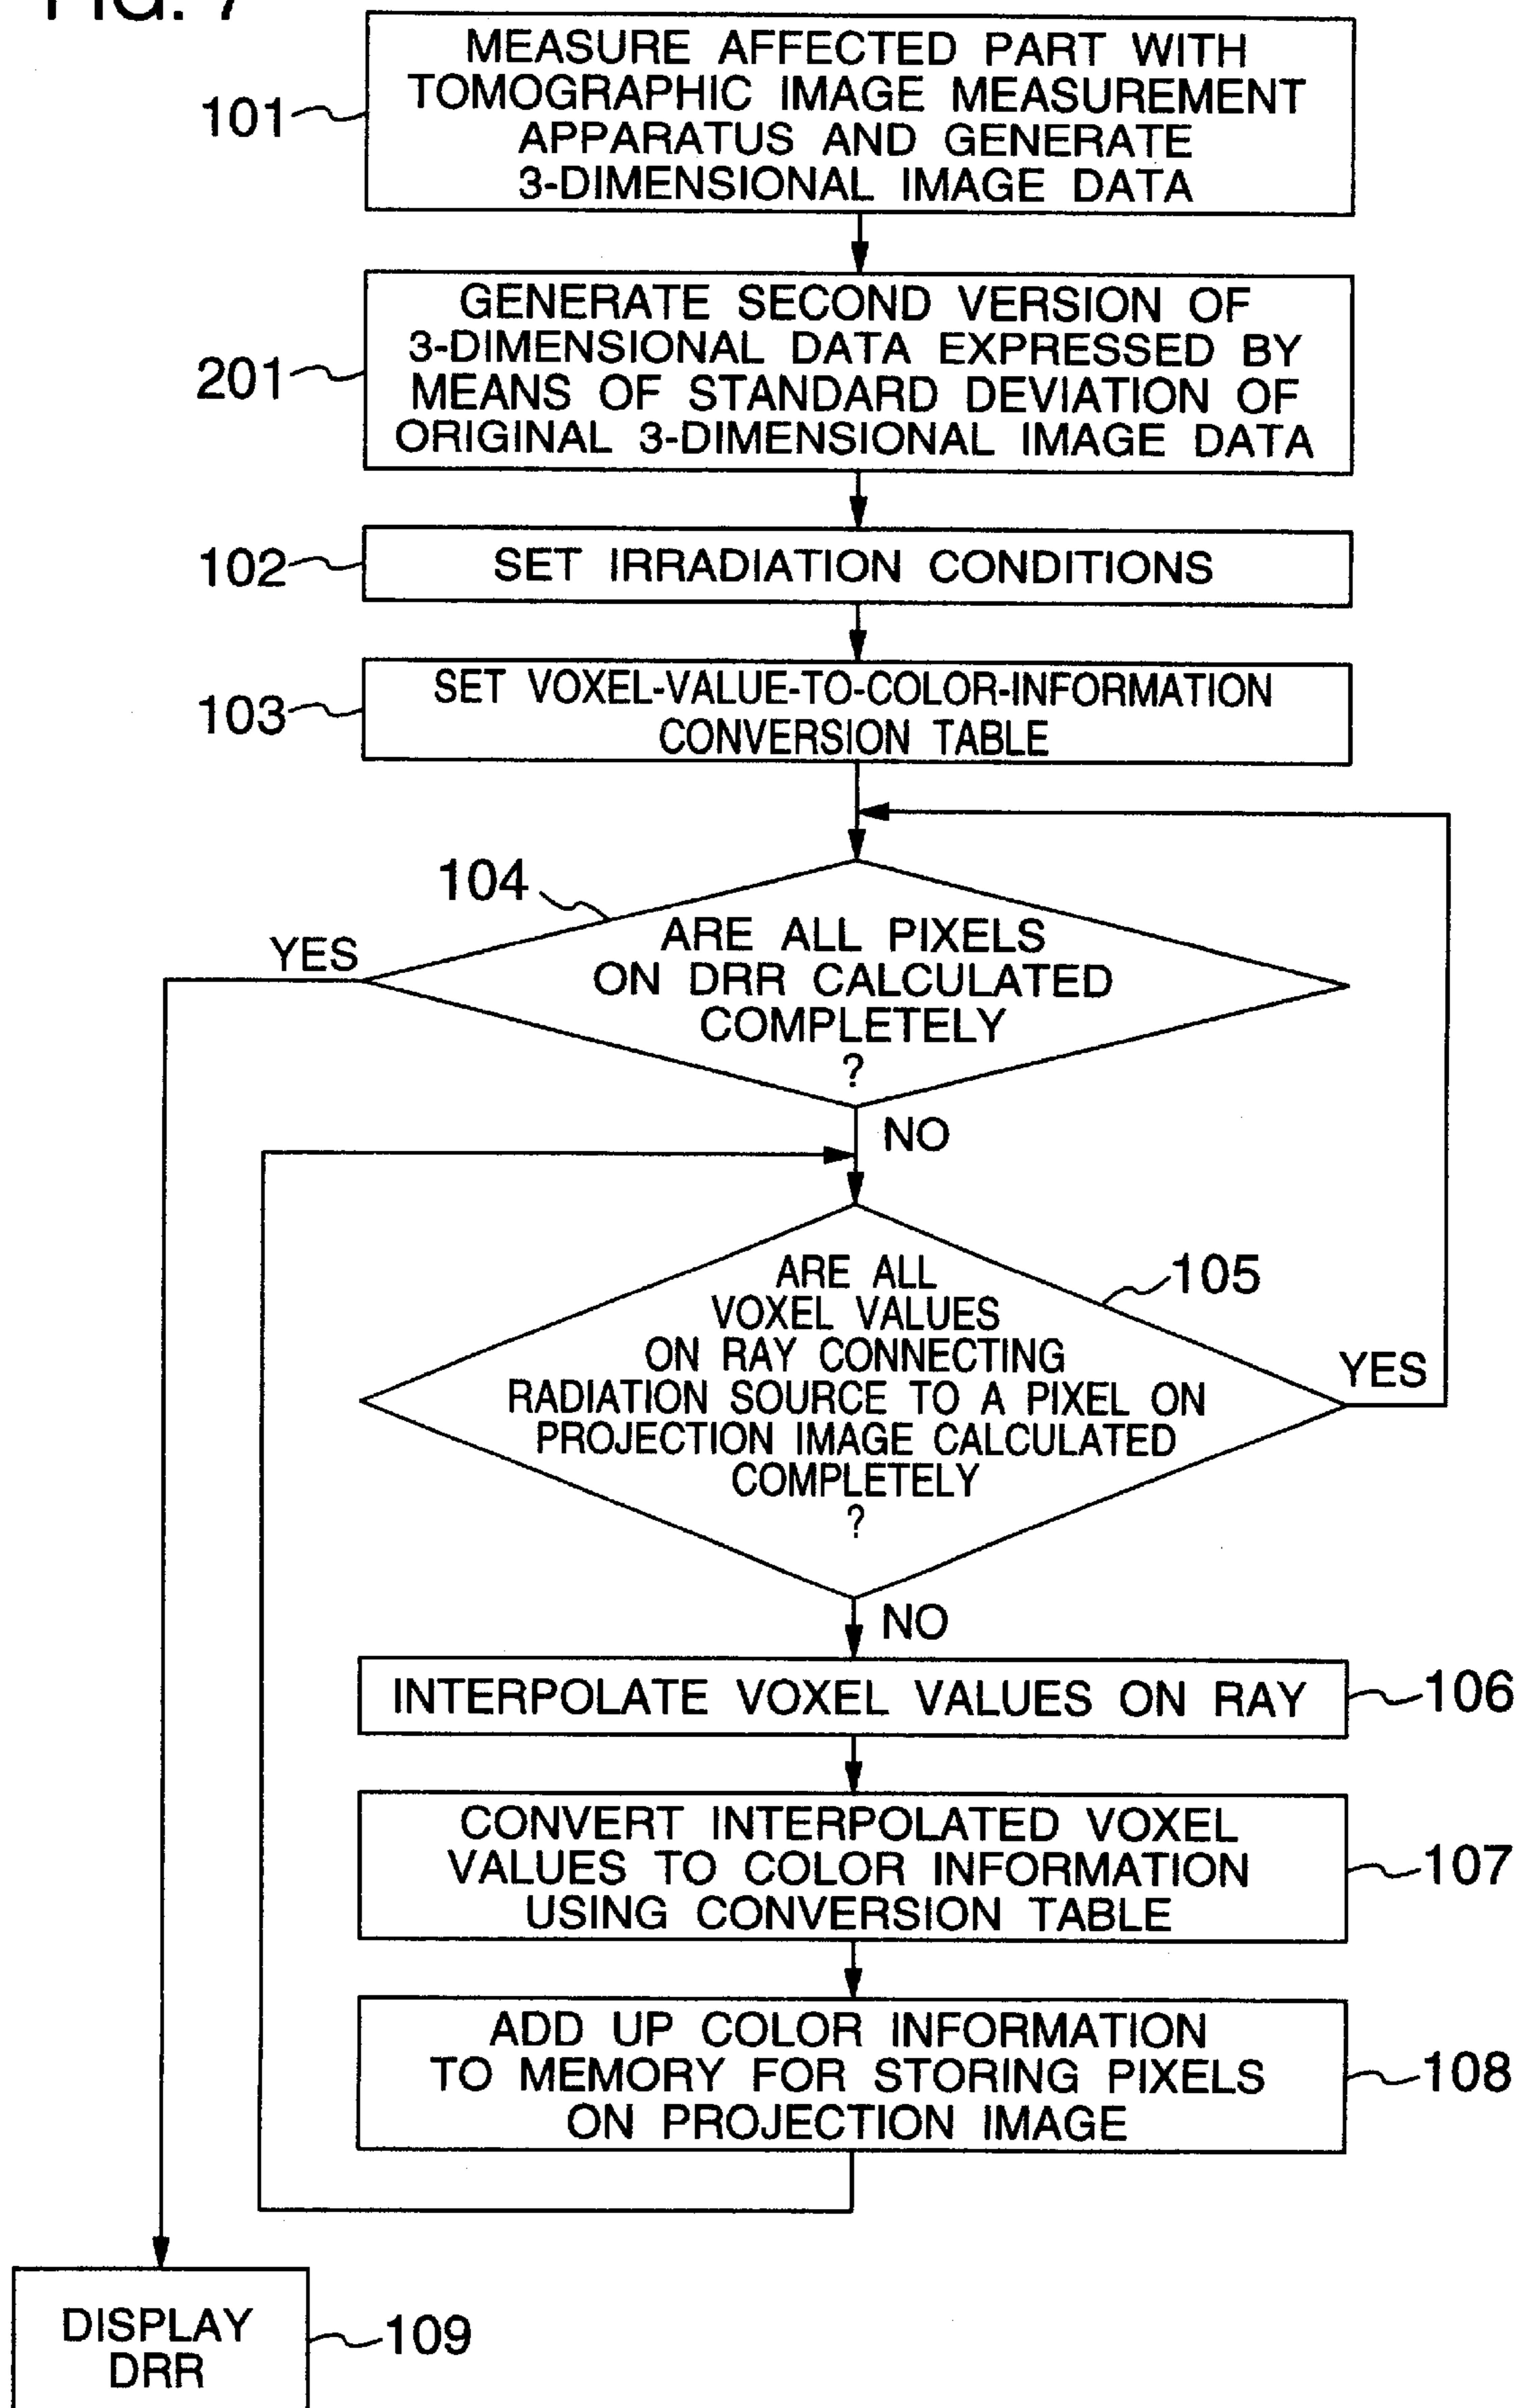 FIG. 7
MEASURE AFFECTED PART WITH
TOMOGRAPHIC IMAGE MEASUREMENT
APPARATUS AND GENERATE
3-DIMENSIONAL IMAGE DATA
101
GENERATE SECOND VERSION OF
3-DIMENSIONAL DATA EXPRESSED BY
MEANS OF STANDARD DEVIATION OF
ORIGINAL 3-DIMENSIONAL IMAGE DATA
201
SET IRRADIATION CONDITIONS
102
SET VOXEL-VALUE-TO-COLOR-INFORMATION
CONVERSION TABLE
103
104
YES
ARE ALL PIXELS
ON DRR CALCULATED
COMPLETELY
?
NO
ARE ALL
VOXEL VALUES
ON RAY CONNECTING
RADIATION SOURCE TO A PIXEL ON
PROJECTION IMAGE CALCULATED
COMPLETELY
?
105
YES
NO
INTERPOLATE VOXEL VALUES ON RAY
106
CONVERT INTERPOLATED VOXEL
VALUES TO COLOR INFORMATION
USING CONVERSION TABLE
107
ADD UP COLOR INFORMATION
TO MEMORY FOR STORING PIXELS
ON PROJECTION IMAGE
108
DISPLAY
DRR
109